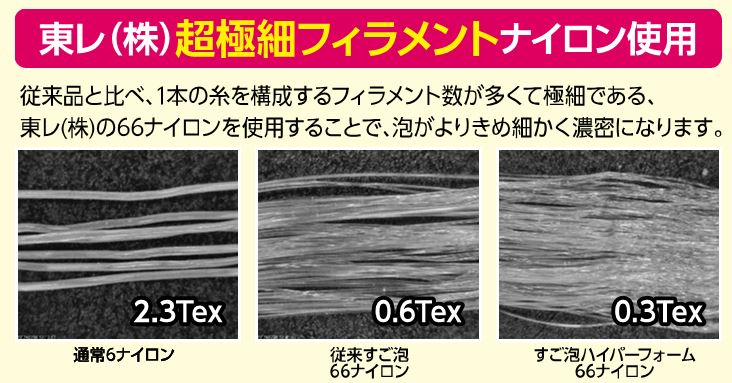 東レ(株)超極細フィラメントナイロン使用
従来品と比べ、1本の糸を構成するフィラメント数が多くて極細である、
東レ(株)の66ナイロンを使用することで、泡がよりきめ細かく濃密になります。
2.3Tex
0.6Tex
0.3Tex
通常6ナイロン
従来すご泡
66ナイロン
すご泡ハイパーフォーム
66ナイロン